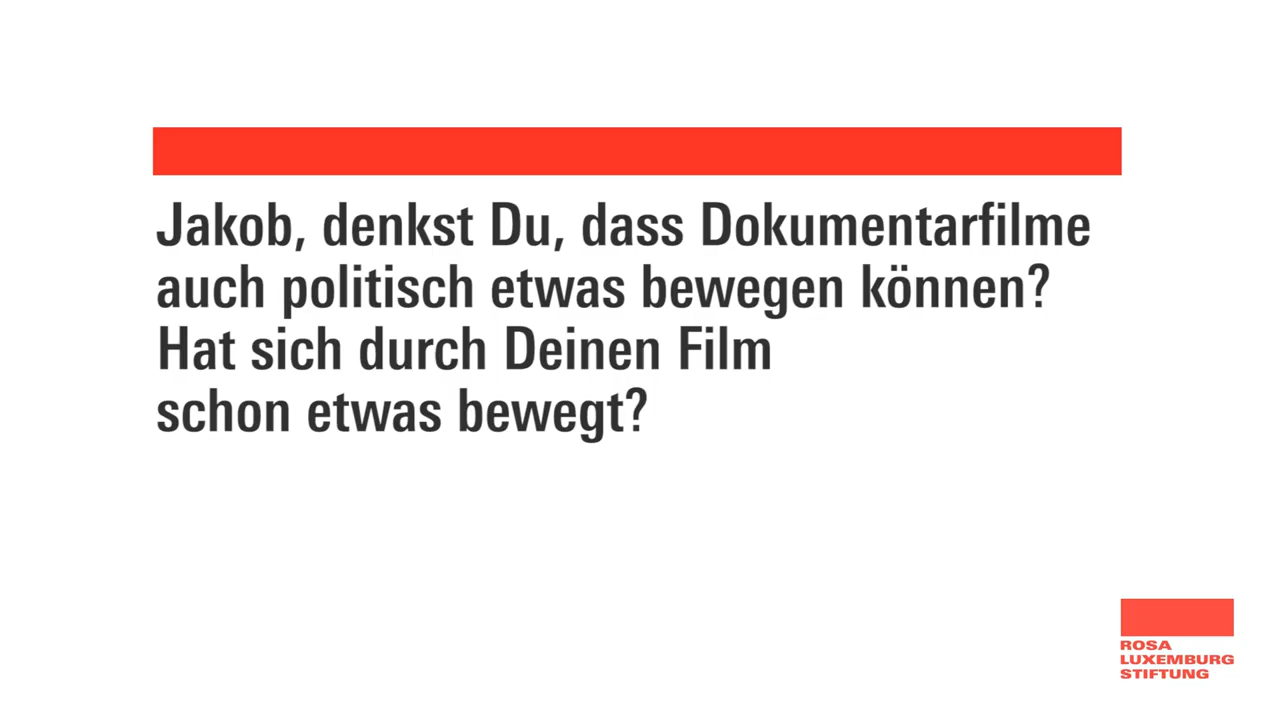 Jakob, denkst Du, dass Dokumentarfilme
auch politisch etwas bewegen können?
Hat sich durch Deinen Film
schon etwas bewegt?
ROSA
LUXEMBURG
STIFTUNG